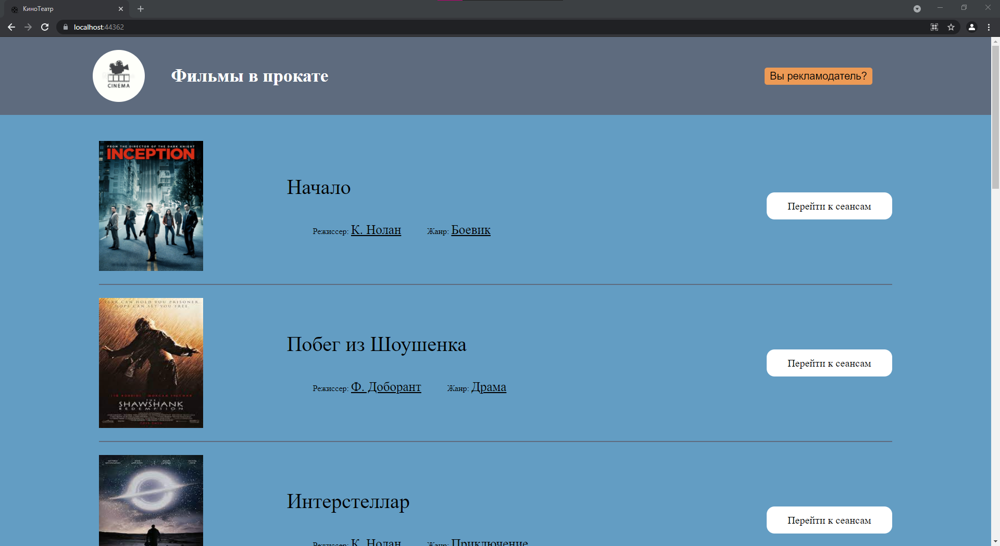 КиноТеатр
localhost:44362
CINEMA
Фильмы в прокате
Вы рекламодатель?
FROM THE DIRECTOR OF THE DARK KNIGHT
INCEPTION
Начало
Режиссер: К. Нолан Жанр: Боевик
Перейти к сеансам
FEAR CAN HOLD YOU PRISONER.
HOPE CAN SET YOU FREE.
THE
SHAWSHANK
REDEMPTION
Побег из Шоушенка
Режиссер: Ф. Доборант Жанр: Драма
Перейти к сеансам
Интерстеллар
Режиссер: К. Нолан Жанр: Приключение
Перейти к сеансам